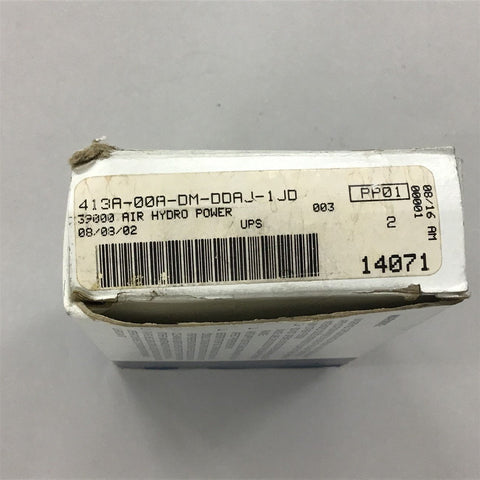 413A-00A-DM-DDAJ-1JD
39000 AIR HYDRO POWER
003
08/08/02
UPS
PP01
2
14071
08/16 AM
00001